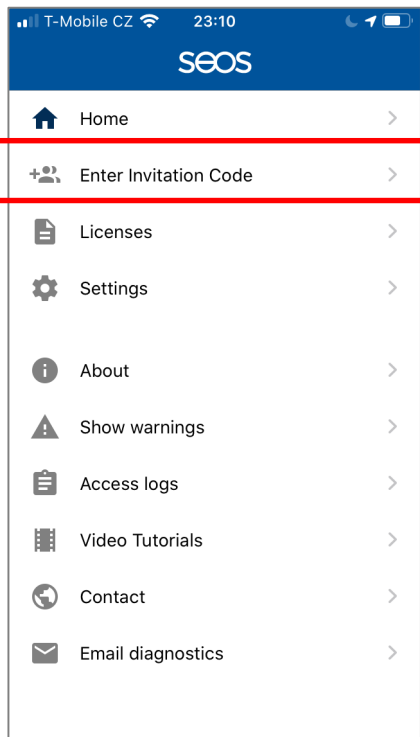 T-Mobile CZ 23:10
seos
Home
Enter Invitation Code
Licenses
Settings
About
Show warnings
Access logs
Video Tutorials
Contact
Email diagnostics